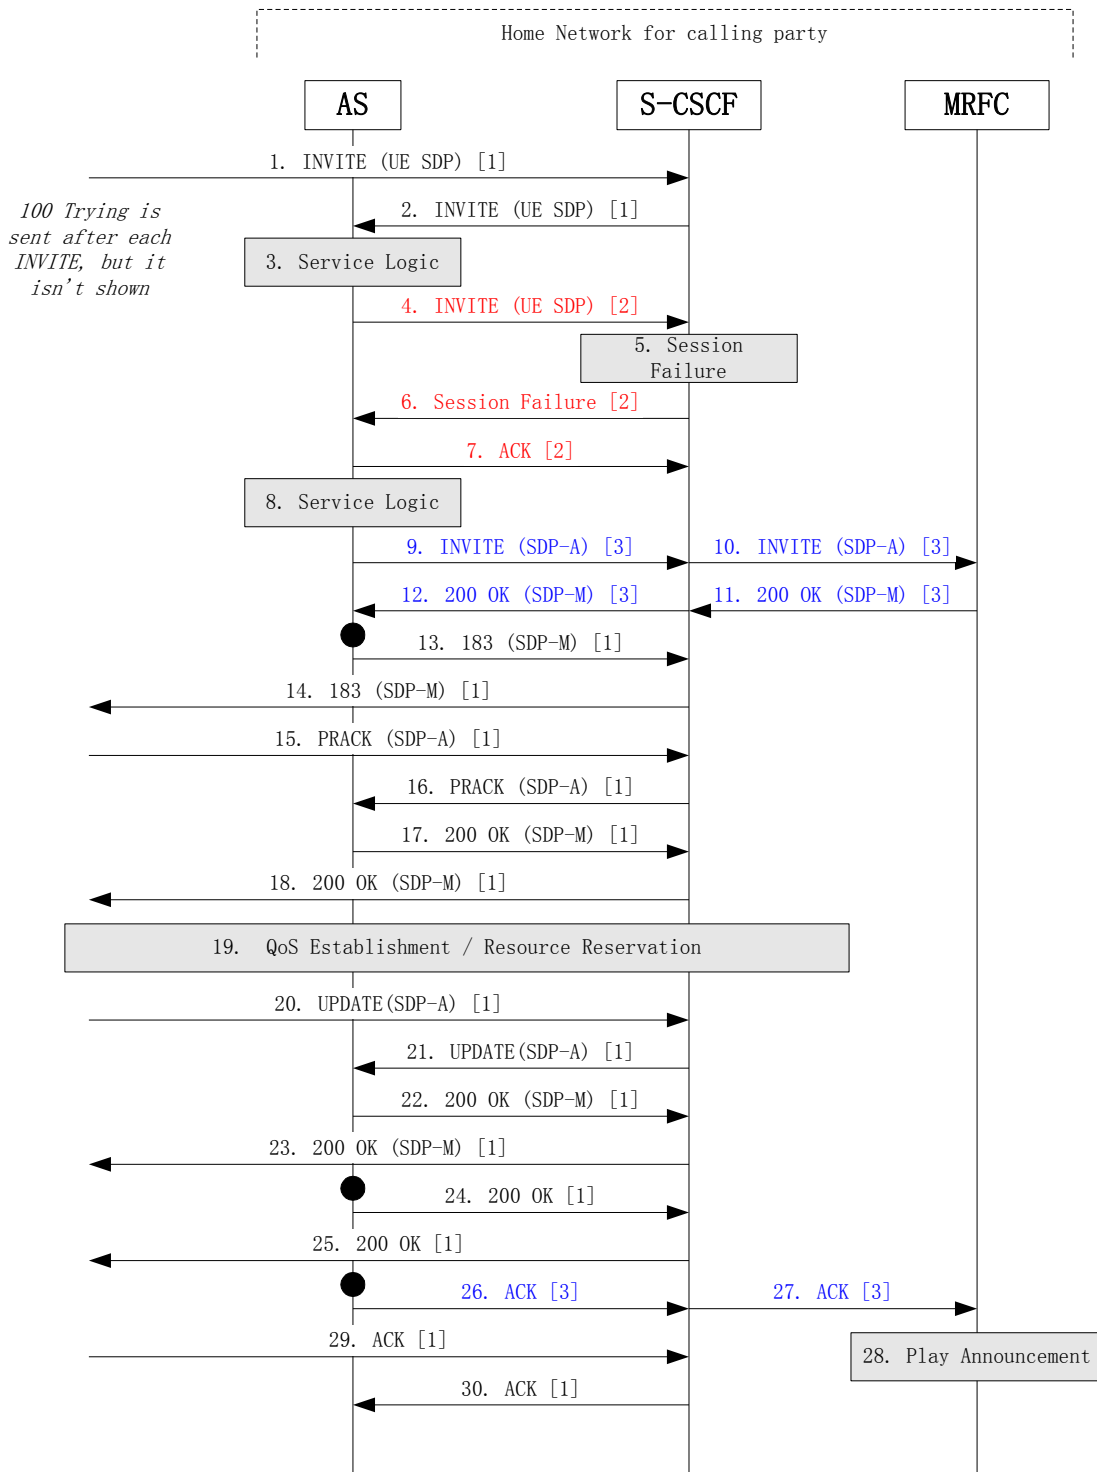 Home Network for calling party
AS
S-CSCF
MRFC
1. INVITE (UE SDP) [1]
100 Trying is
sent after each
INVITE, but it
isn't shown
2. INVITE (UE SDP) [1]
3. Service Logic
4. INVITE (UE SDP) [2]
5. Session
Failure
6. Session Failure [2]
7. ACK [2]
8. Service Logic
9. INVITE (SDP-A) [3]
10. INVITE (SDP-A) [3]
12. 200 OK (SDP-M) [3]
11. 200 OK (SDP-M) [3]
13. 183 (SDP-M) [1]
14. 183 (SDP-M) [1]
15. PRACK (SDP-A) [1]
16. PRACK (SDP-A) [1]
17. 200 OK (SDP-M) [1]
18. 200 OK (SDP-M) [1]
19. QoS Establishment / Resource Reservation
20. UPDATE(SDP-A) [1]
21. UPDATE(SDP-A) [1]
22. 200 OK (SDP-M) [1]
23. 200 OK (SDP-M) [1]
24. 200 OK [1]
25. 200 OK [1]
26. ACK [3]
27. ACK [3]
29. ACK [1]
28. Play Announcement
30. ACK [1]